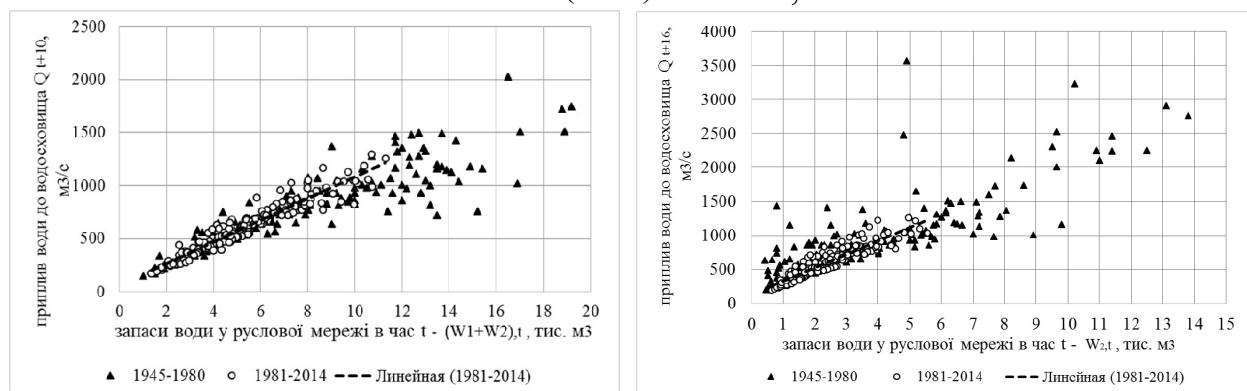 приплив води до водосховища Q t+10,
м3/с
2500
2000
1500
1000
500
0
0 2 4 6 8 10 12 14 16 18 20
запаси води у руслової мережі в час t - (W1+W2),t , тис. м3
▲ 1945-1980 ○ 1981-2014 --- Линейная (1981-2014)
приплив води до водосховища Q t+16,
м3/с
4000
3500
3000
2500
2000
1500
1000
500
0
0 1 2 3 4 5 6 7 8 9 10 11 12 13 14 15
запаси води у руслової мережі в час t - W2,t , тис. м3
▲ 1945-1980 ○ 1981-2014 --- Линейная (1981-2014)